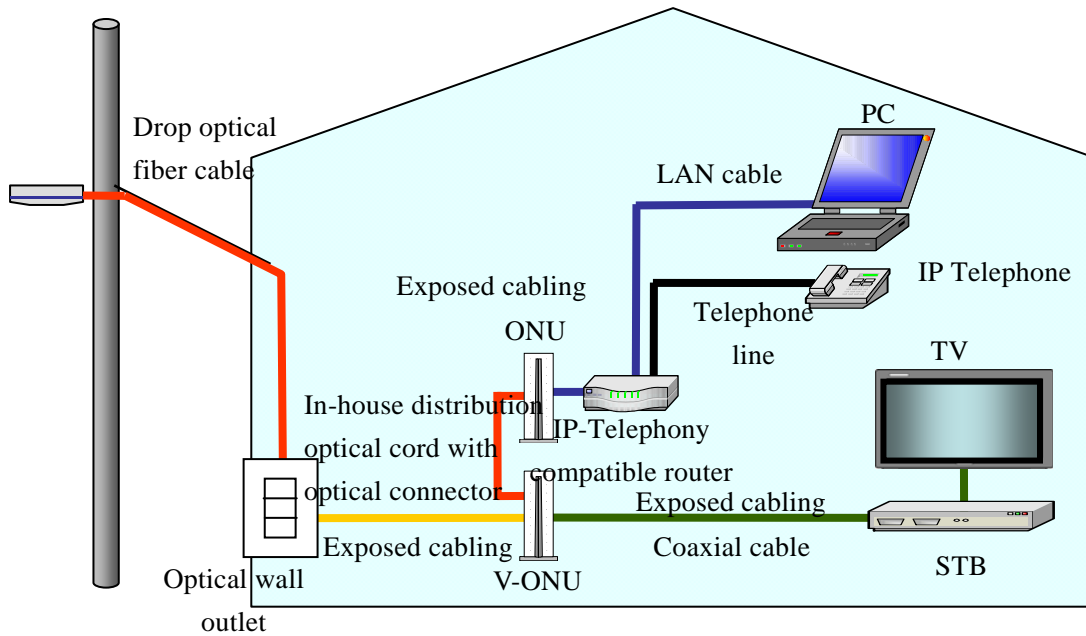 PC
Drop optical
fiber cable
LAN cable
Exposed cabling
IP Telephone
ONU
Telephone
line
TV
In-house distribution
optical cord with
optical connector
IP-Telephony
compatible router
Exposed cabling
Coaxial cable
Exposed cabling
STB
Optical wall
outlet
V-ONU